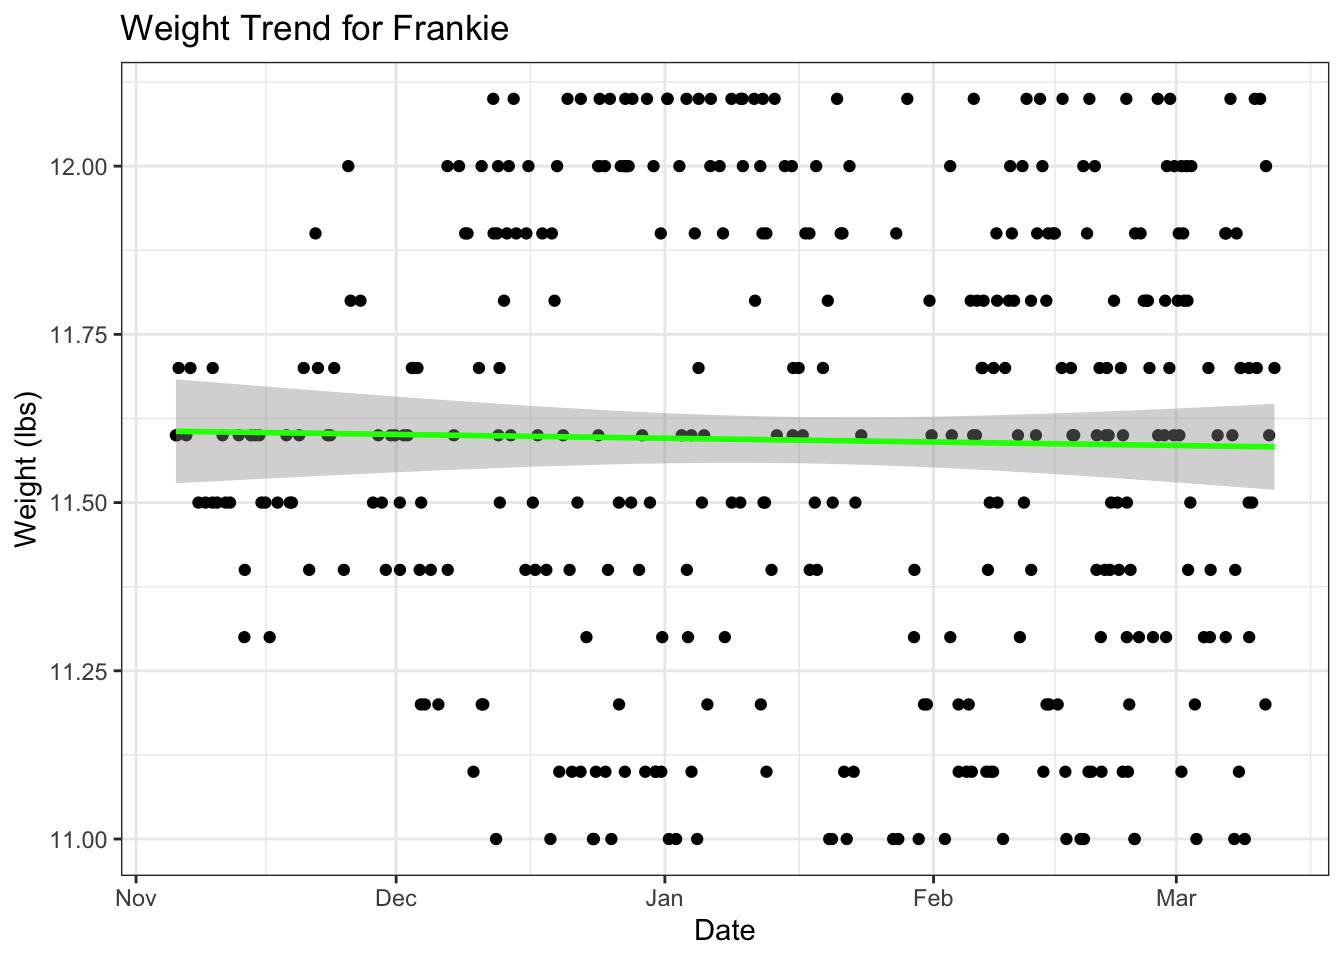 Weight Trend for Frankie
12.00
11.75
11.50
11.25
11.00
Weight (lbs)
Nov Dec Jan Feb Mar
Date